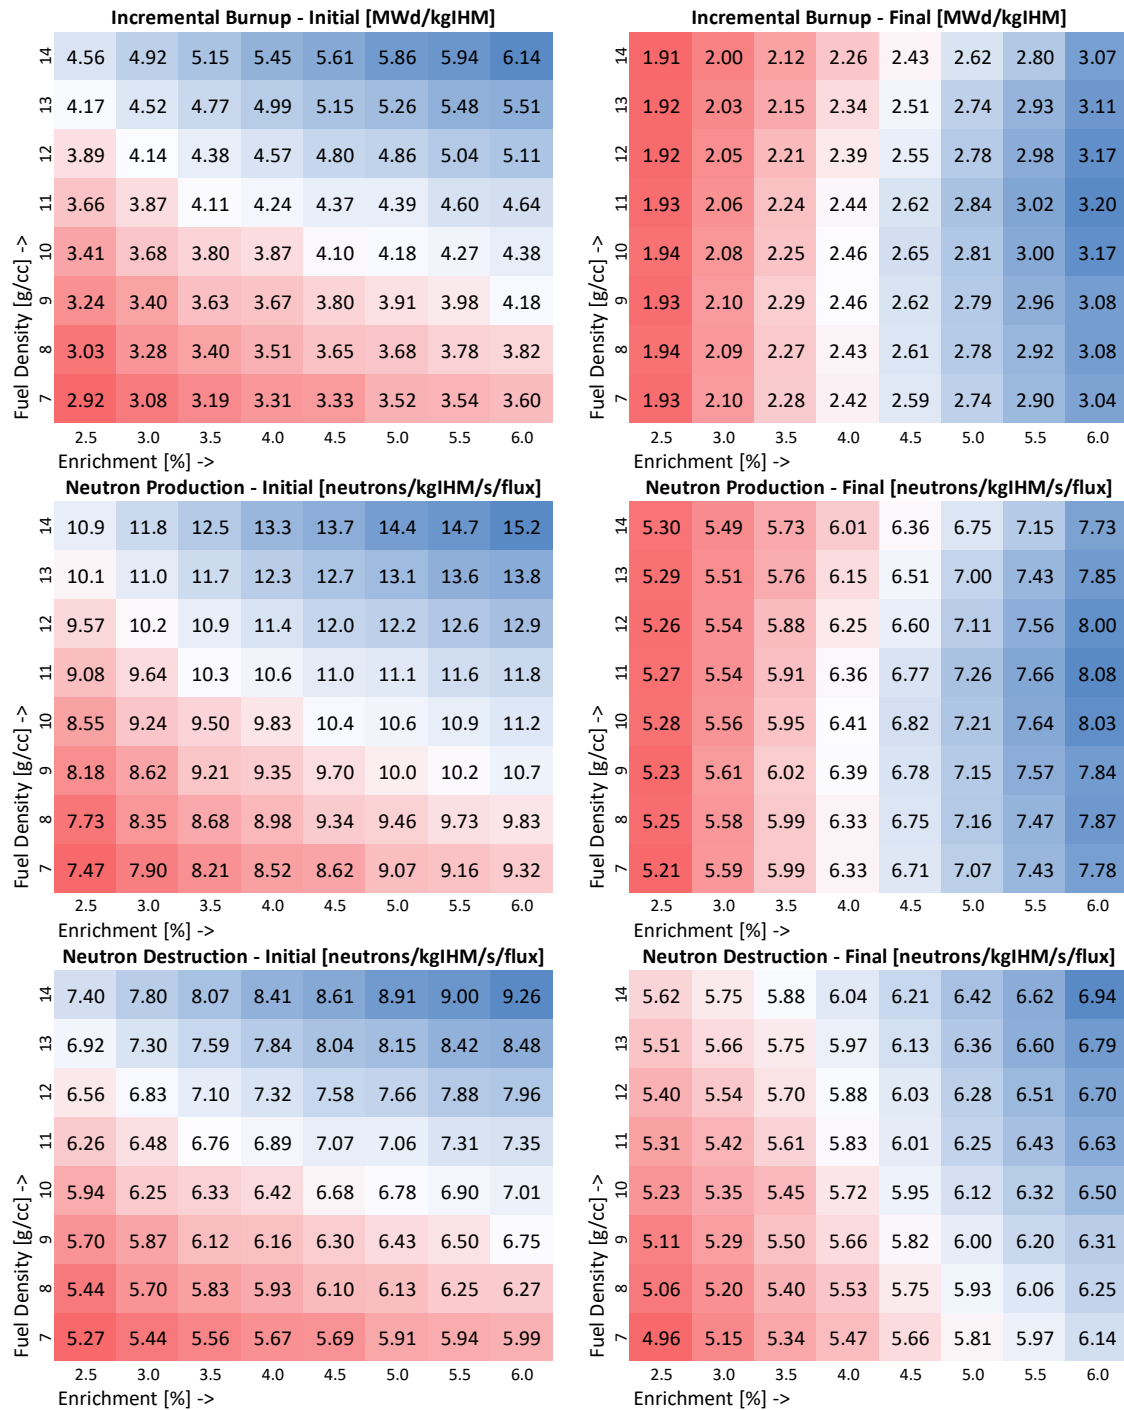 Incremental Burnup - Initial [MWd/kgIHM]
Fuel Density [g/cc] ->
14 4.56 4.92 5.15 5.45 5.61 5.86 5.94 6.14
13 4.17 4.52 4.77 4.99 5.15 5.26 5.48 5.51
12 3.89 4.14 4.38 4.57 4.80 4.86 5.04 5.11
11 3.66 3.87 4.11 4.24 4.37 4.39 4.60 4.64
10 3.41 3.68 3.80 3.87 4.10 4.18 4.27 4.38
9 3.24 3.40 3.63 3.67 3.80 3.91 3.98 4.18
8 3.03 3.28 3.40 3.51 3.65 3.68 3.78 3.82
7 2.92 3.08 3.19 3.31 3.33 3.52 3.54 3.60
2.5 3.0 3.5 4.0 4.5 5.0 5.5 6.0
Enrichment [%] ->
Incremental Burnup - Final [MWd/kgIHM]
Fuel Density [g/cc] ->
14 1.91 2.00 2.12 2.26 2.43 2.62 2.80 3.07
13 1.92 2.03 2.15 2.34 2.51 2.74 2.93 3.11
12 1.92 2.05 2.21 2.39 2.55 2.78 2.98 3.17
11 1.93 2.06 2.24 2.44 2.62 2.84 3.02 3.20
10 1.94 2.08 2.25 2.46 2.65 2.81 3.00 3.17
9 1.93 2.10 2.29 2.46 2.62 2.79 2.96 3.08
8 1.94 2.09 2.27 2.43 2.61 2.78 2.92 3.08
7 1.93 2.10 2.28 2.42 2.59 2.74 2.90 3.04
2.5 3.0 3.5 4.0 4.5 5.0 5.5 6.0
Enrichment [%] ->
Neutron Production - Initial [neutrons/kgIHM/s/flux]
Fuel Density [g/cc] ->
14 10.9 11.8 12.5 13.3 13.7 14.4 14.7 15.2
13 10.1 11.0 11.7 12.3 12.7 13.1 13.6 13.8
12 9.57 10.2 10.9 11.4 12.0 12.2 12.6 12.9
11 9.08 9.64 10.3 10.6 11.0 11.1 11.6 11.8
10 8.55 9.24 9.50 9.83 10.4 10.6 10.9 11.2
9 8.18 8.62 9.21 9.35 9.70 10.0 10.2 10.7
8 7.73 8.35 8.68 8.98 9.34 9.46 9.73 9.83
7 7.47 7.90 8.21 8.52 8.62 9.07 9.16 9.32
2.5 3.0 3.5 4.0 4.5 5.0 5.5 6.0
Enrichment [%] ->
Neutron Production - Final [neutrons/kgIHM/s/flux]
Fuel Density [g/cc] ->
14 5.30 5.49 5.73 6.01 6.36 6.75 7.15 7.73
13 5.29 5.51 5.76 6.15 6.51 7.00 7.43 7.85
12 5.26 5.54 5.88 6.25 6.60 7.11 7.56 8.00
11 5.27 5.54 5.91 6.36 6.77 7.26 7.66 8.08
10 5.28 5.56 5.95 6.41 6.82 7.21 7.64 8.03
9 5.23 5.61 6.02 6.39 6.78 7.15 7.57 7.84
8 5.25 5.58 5.99 6.33 6.75 7.16 7.47 7.87
7 5.21 5.59 5.99 6.33 6.71 7.07 7.43 7.78
2.5 3.0 3.5 4.0 4.5 5.0 5.5 6.0
Enrichment [%] ->
Neutron Destruction - Initial [neutrons/kgIHM/s/flux]
Fuel Density [g/cc] ->
14 7.40 7.80 8.07 8.41 8.61 8.91 9.00 9.26
13 6.92 7.30 7.59 7.84 8.04 8.15 8.42 8.48
12 6.56 6.83 7.10 7.32 7.58 7.66 7.88 7.96
11 6.26 6.48 6.76 6.89 7.07 7.06 7.31 7.35
10 5.94 6.25 6.33 6.42 6.68 6.78 6.90 7.01
9 5.70 5.87 6.12 6.16 6.30 6.43 6.50 6.75
8 5.44 5.70 5.83 5.93 6.10 6.13 6.25 6.27
7 5.27 5.44 5.56 5.67 5.69 5.91 5.94 5.99
2.5 3.0 3.5 4.0 4.5 5.0 5.5 6.0
Enrichment [%] ->
Neutron Destruction - Final [neutrons/kgIHM/s/flux]
Fuel Density [g/cc] ->
14 5.62 5.75 5.88 6.04 6.21 6.42 6.62 6.94
13 5.51 5.66 5.75 5.97 6.13 6.36 6.60 6.79
12 5.40 5.54 5.70 5.88 6.03 6.28 6.51 6.70
11 5.31 5.42 5.61 5.83 6.01 6.25 6.43 6.63
10 5.23 5.35 5.45 5.72 5.95 6.12 6.32 6.50
9 5.11 5.29 5.50 5.66 5.82 6.00 6.20 6.31
8 5.06 5.20 5.40 5.53 5.75 5.93 6.06 6.25
7 4.96 5.15 5.34 5.47 5.66 5.81 5.97 6.14
2.5 3.0 3.5 4.0 4.5 5.0 5.5 6.0
Enrichment [%] ->